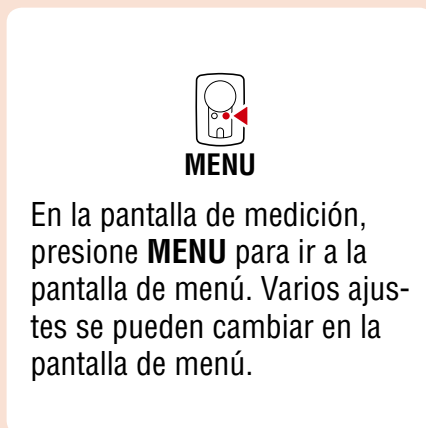 MENU
En la pantalla de medición,
presione MENU para ir a la
pantalla de menú. Varios ajus-
tes se pueden cambiar en la
pantalla de menú.